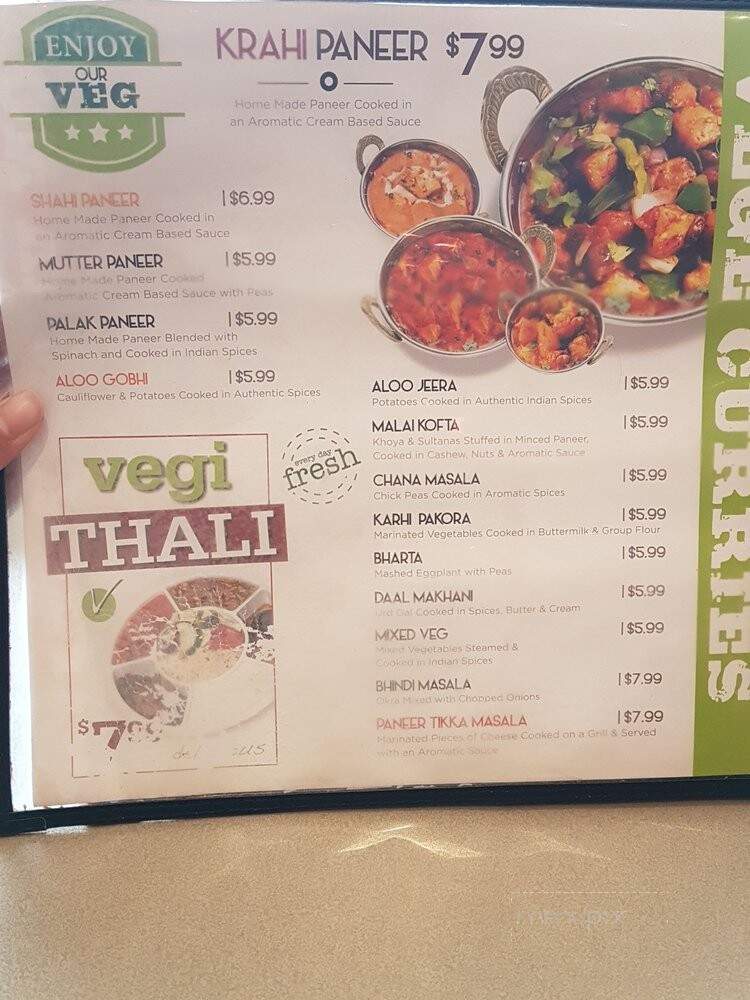 ENJOY
OUR
VEG
KRAHI PANEER $7.99
Home Made Paneer Cooked in
an Aromatic Cream Based Sauce
SHAHI PANEER | $6.99
Home Made Paneer Cooked in
an Aromatic Cream Based Sauce
MUTTER PANEER | $5.99
Home Made Paneer Cooked
Aromatic Cream Based Sauce with Peas
PALAK PANEER | $5.99
Home Made Paneer Blended with
Spinach and Cooked in Indian Spices
ALOO GOBHI | $5.99
Cauliflower & Potatoes Cooked in Authentic Spices
vegi
THALI
$7.99
every day
fresh
ALOO JEERA | $5.99
Potatoes Cooked in Authentic Indian Spices
MALAI KOFTA | $5.99
Khoya & Sultanas Stuffed in Minced Paneer,
Cooked in Cashew, Nuts & Aromatic Sauce
CHANA MASALA | $5.99
Chick Peas Cooked in Aromatic Spices
KARHI PAKORA | $5.99
Marinated Vegetables Cooked in Buttermilk & Group Flour
BHARTA | $5.99
Mashed Eggplant with Peas
DAAL MAKHANI | $5.99
Urd Dal Cooked in Spices, Butter & Cream
MIXED VEG | $5.99
Mixed Vegetables Steamed &
Cooked in Indian Spices
BHINDI MASALA | $7.99
Okra Mixed with Chopped Onions
PANEER TIKKA MASALA | $7.99
Marinated Pieces of Cheese Cooked on a Grill & Served
with an Aromatic Sauce
VEGE CURRIES